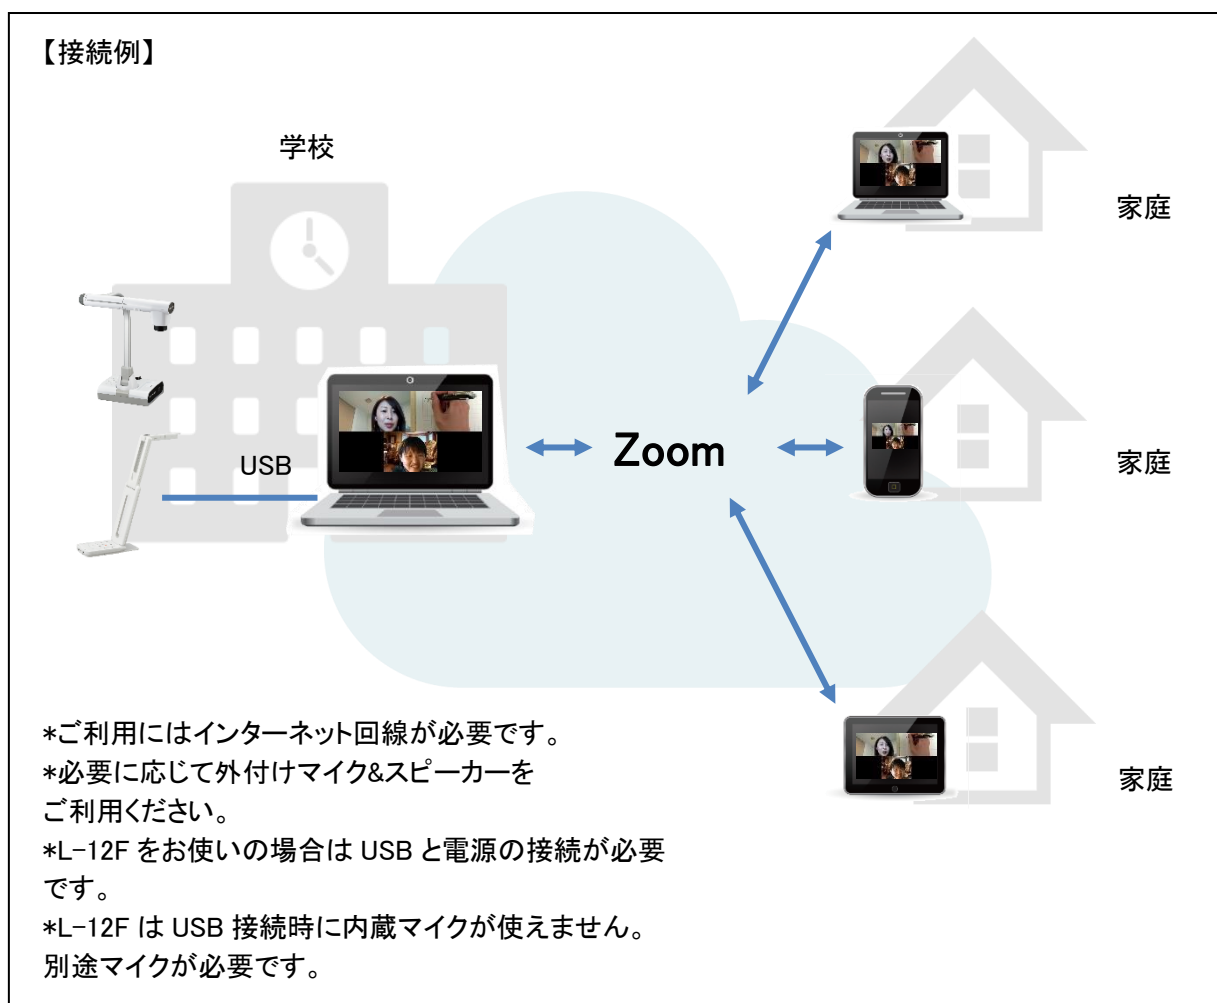 【接続例】
学校
家庭
USB
Zoom
家庭
家庭
*ご利用にはインターネット回線が必要です。
*必要に応じて外付けマイク&スピーカーを
ご利用ください。
*L-12F をお使いの場合は USB と電源の接続が必要
です。
*L-12F は USB 接続時に内蔵マイクが使えません。
別途マイクが必要です。